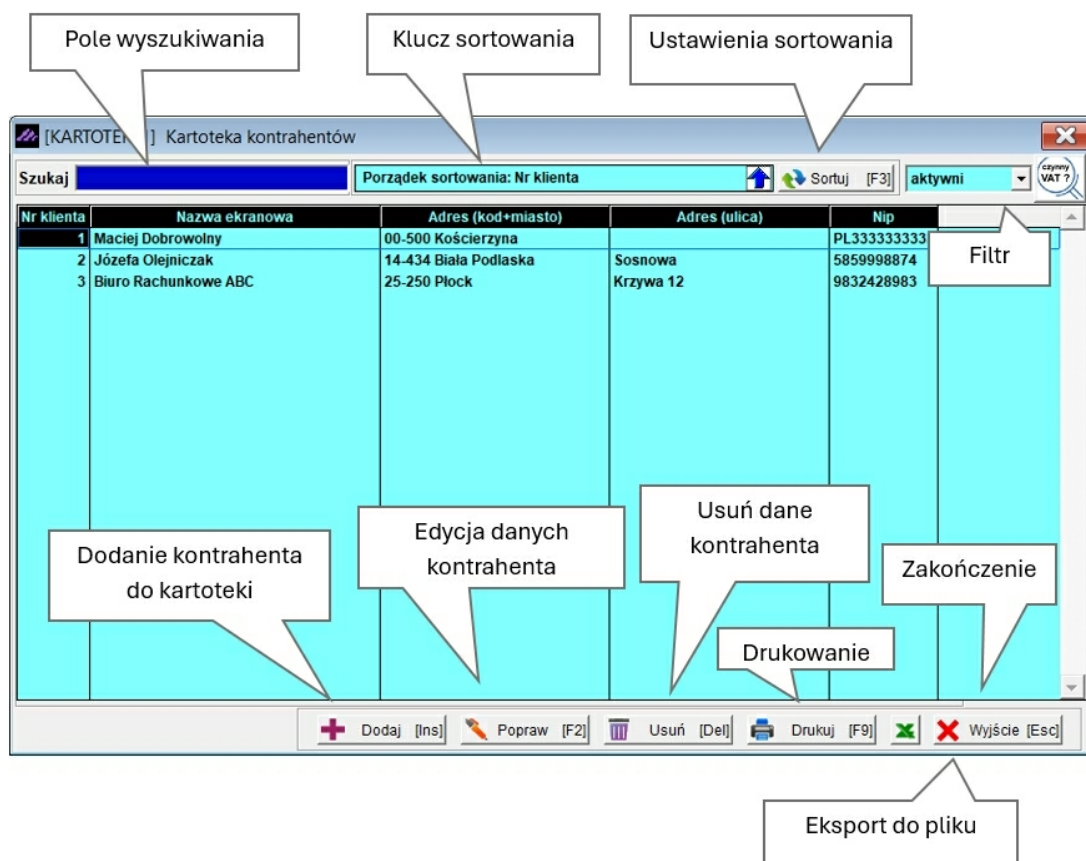 Pole wyszukiwania
Klucz sortowania
Ustawienia sortowania
[KARTOTE ] Kartoteka kontrahentów
Szukaj
Porządek sortowania: Nr klienta
Sortuj [F3]
aktywni
czynny
VAT ?
Nr klienta Nazwa ekranowa Adres (kod+miasto) Adres (ulica) Nip
1 Maciej Dobrowolny 00-500 Kościerzyna PL333333333
2 Józefa Olejniczak 14-434 Biała Podlaska Sosnowa 5859998874
3 Biuro Rachunkowe ABC 25-250 Płock Krzywa 12 9832428983
Filtr
Dodanie kontrahenta
do kartoteki
Edycja danych
kontrahenta
Usuń dane
kontrahenta
Zakończenie
Drukowanie
Dodaj [Ins] Popraw [F2] Usuń [Del] Drukuj [F9] Wyjście [Esc]
Eksport do pliku